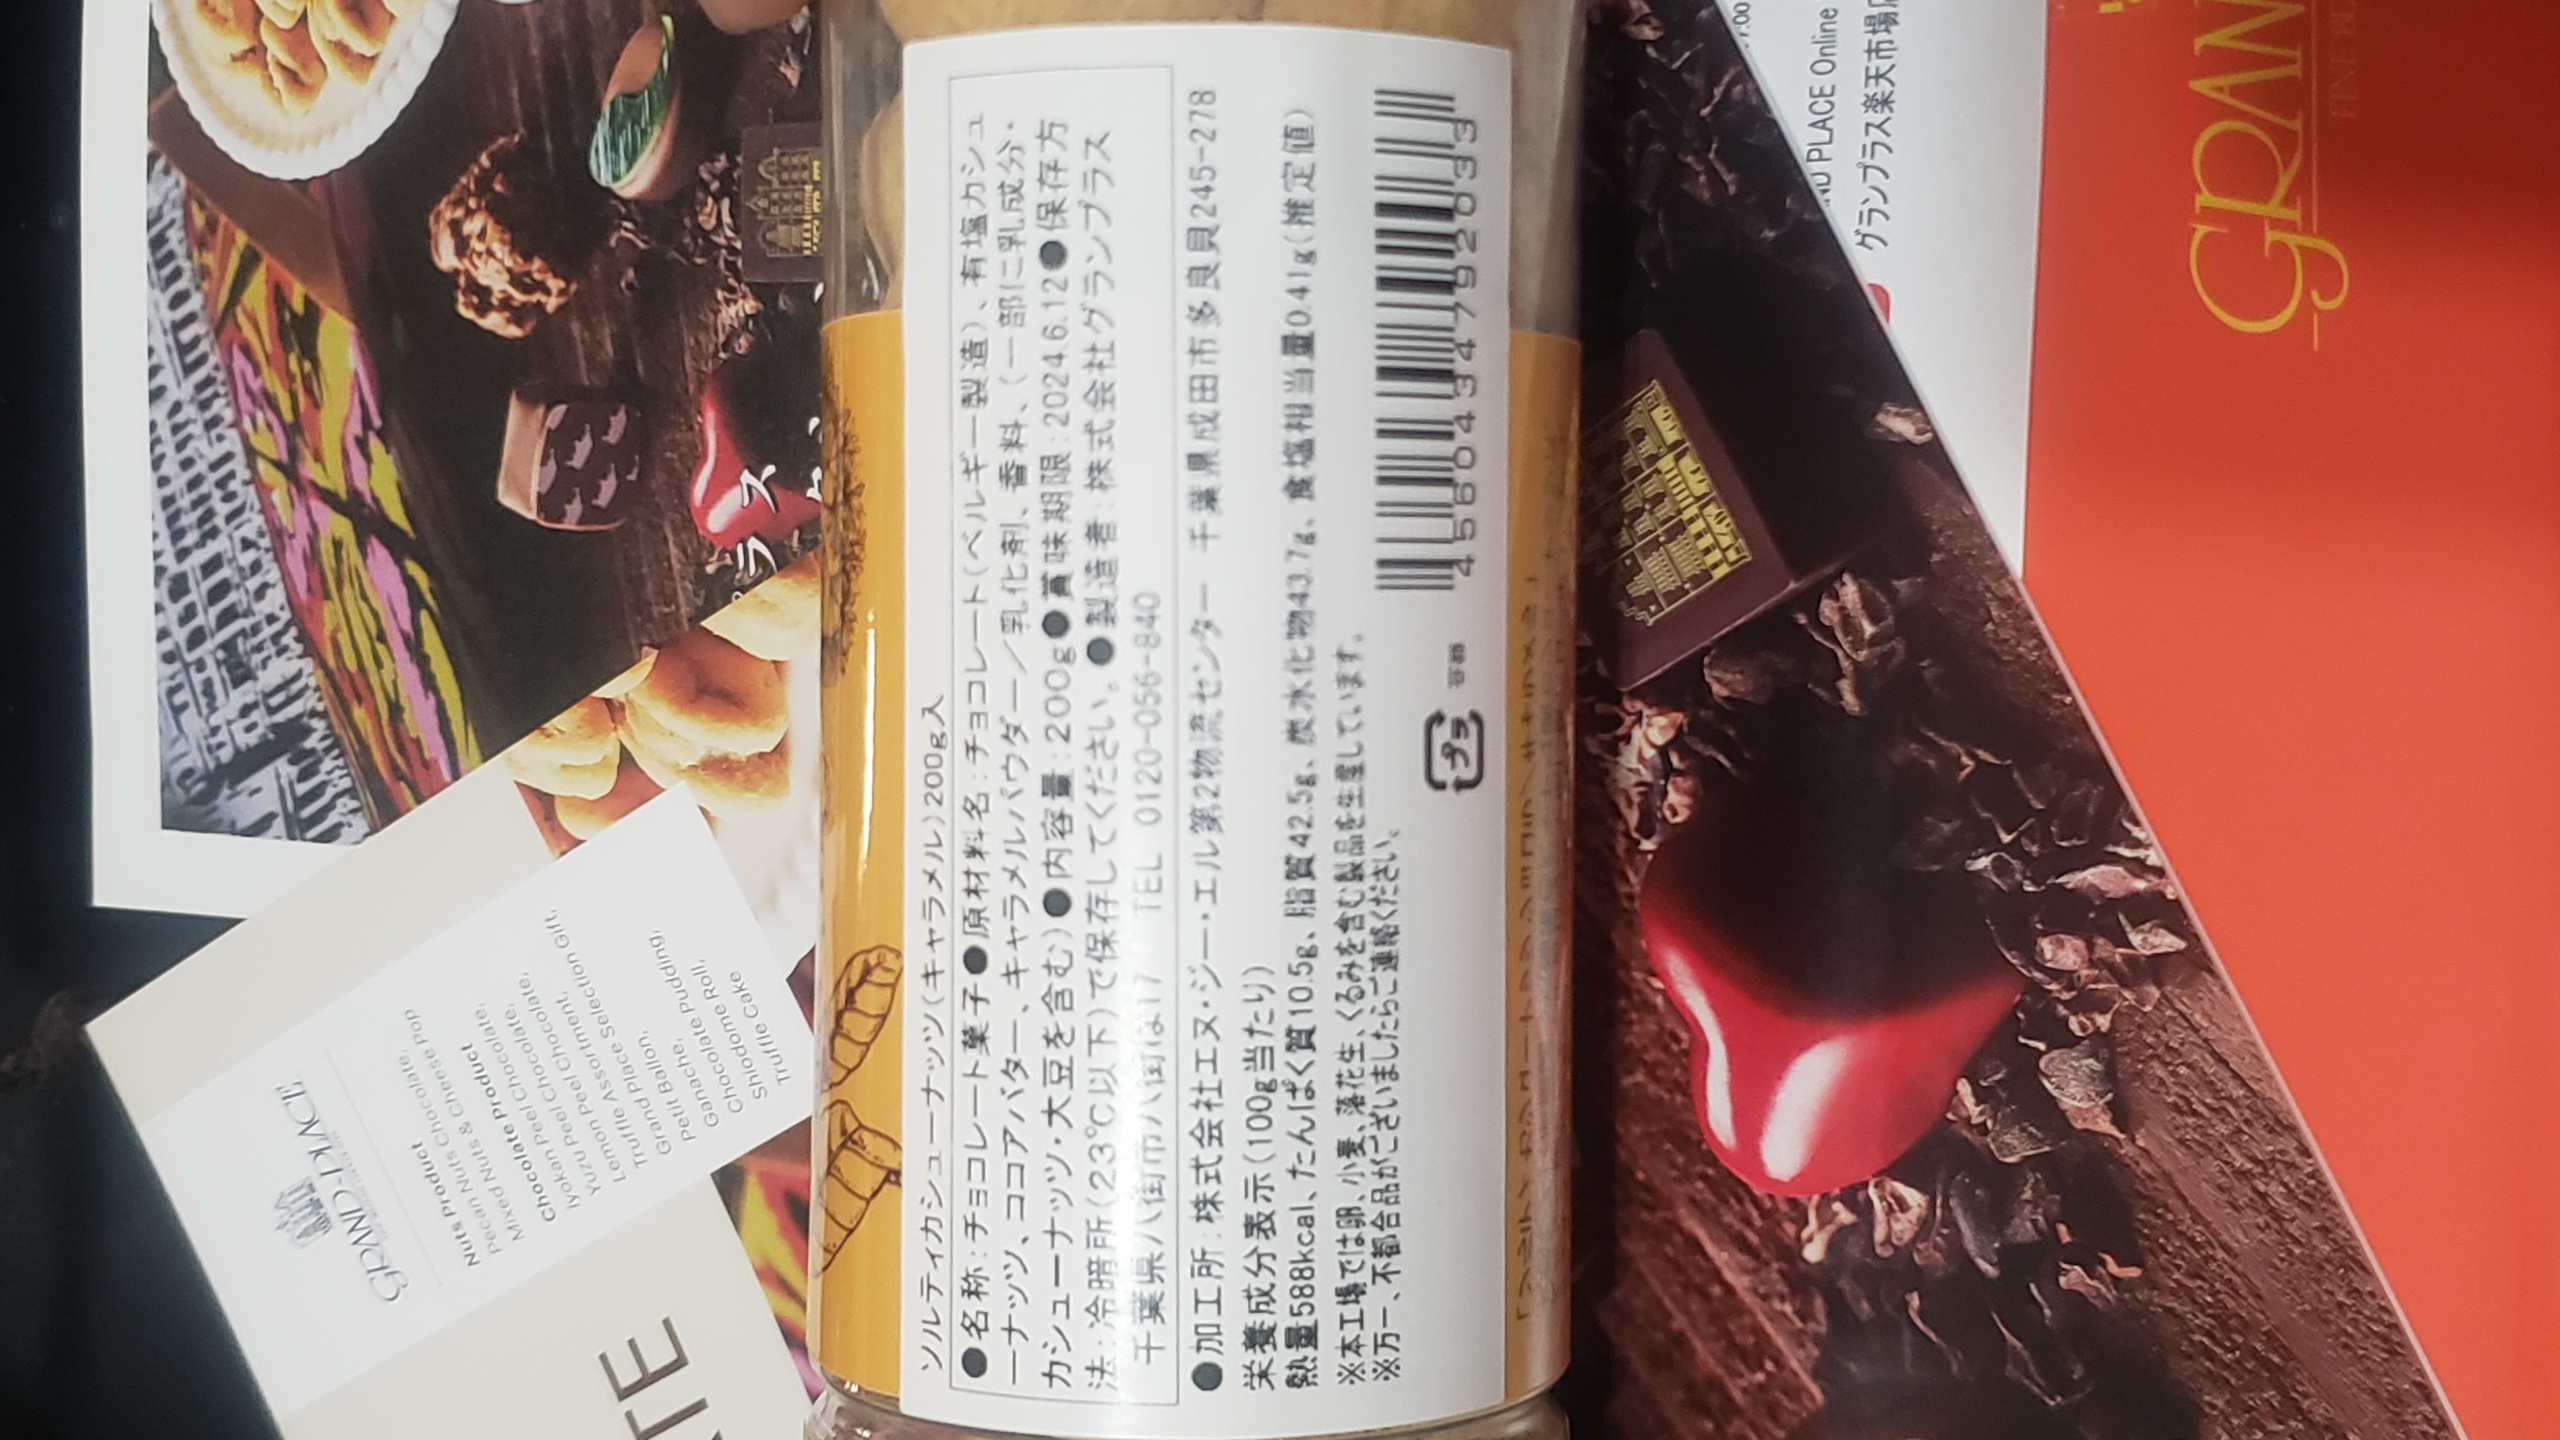 ソルティカシューナッツ(キャラメル)200g入
●名称:チョコレート菓子●原材料名:チョコレート(ベルギー製造)、有塩カシュ
ーナッツ、ココアバター、キャラメルパウダー/乳化剤、香料、(一部に乳成分・
カシューナッツ・大豆を含む)●内容量:200g●賞味期限:2024.6.12●保存方
法:冷暗所(23℃以下)で保存してください。●製造者:株式会社グランプラス
千葉県八街市八街は17 TEL 0120-056-840
●加工所:株式会社エヌ・ジー・エル第2物流センター 千葉県成田市多良貝245-278
栄養成分表示(100g当たり)
熱量588kcal、たんぱく質10.5g、脂質42.5g、炭水化物43.7g、食塩相当量0.41g(推定値)
※本工場では卵、小麦、落花生、くるみを含む製品を生産しています。
※万一、不都合品がございましたらご連絡ください。
プラ
容器
4560434792033
GRAND-PLACE
Nuts Product
Pecan Nuts Chocolate,
Mixed Nuts & Cheese Pop
Chocolate Product
Iyokan Peel Chocolate,
Yuzu Peel Chocolate,
Lemon Peel Chocolate,
Truffle Assortment,
Grand Place Selection Gift,
Petit Ballon,
Ganache,
Chocolate Pudding,
Shiodome Roll,
Truffle Cake
PLACE Online
グランプラス楽天市場
GRAN